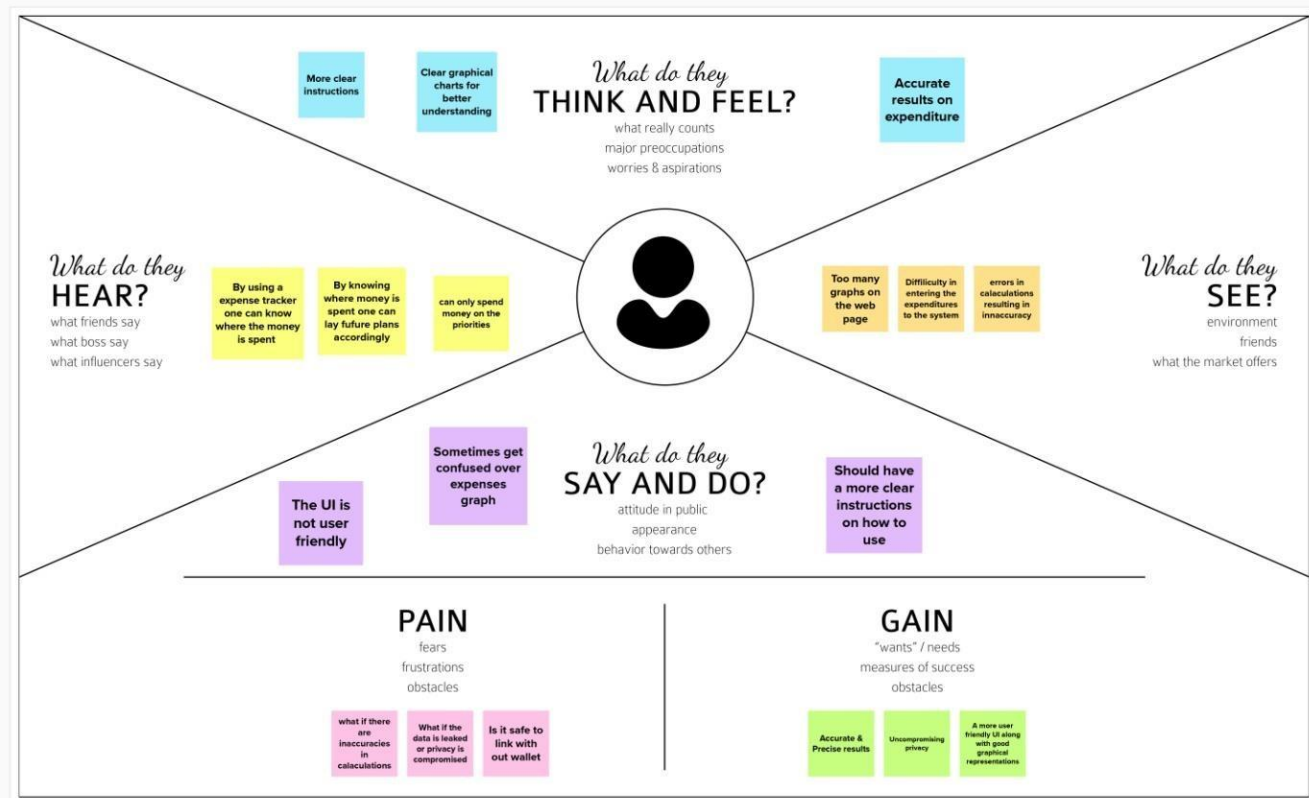 What do they
THINK AND FEEL?
what really counts
major preoccupations
worries & aspirations
More clear
instructions
Clear graphical
charts for
better
understanding
Accurate
results on
expenditure
What do they
HEAR?
what friends say
what boss say
what influencers say
By using a
expense tracker
one can know
where the money
is spent
By knowing
where money is
spent one can
lay fufure plans
accordingly
can only spend
money on the
priorities
Too many
graphs on
the web
page
Diffiliculty in
entering the
expenditures
to the system
errors in
calaculations
resulting in
innaccuracy
What do they
SEE?
environment
friends
what the market offers
What do they
SAY AND DO?
attitude in public
appearance
behavior towards others
The UI is
not user
friendly
Sometimes get
confused over
expenses
graph
Should have
a more clear
instructions
on how to
use
PAIN
fears
frustrations
obstacles
what if there
are
inaccuracies
in
calaculations
What if the
data is leaked
or privacy is
compromised
Is it safe to
link with
out wallet
GAIN
“wants” / needs
measures of success
obstacles
Accurate &
Precise results
Uncompromising
privacy
A more user
friendly UI along
with good
graphical
representations